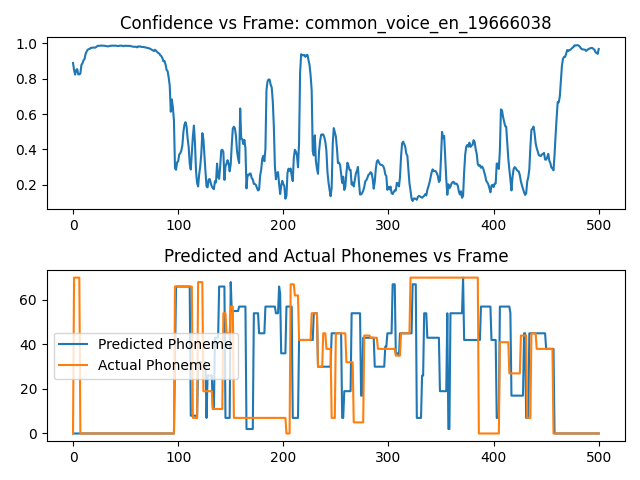 Confidence vs Frame: common_voice_en_19666038
1.0
0.8
0.6
0.4
0.2
0 100 200 300 400 500
Predicted and Actual Phonemes vs Frame
60
40
20
0
Predicted Phoneme
Actual Phoneme
0 100 200 300 400 500